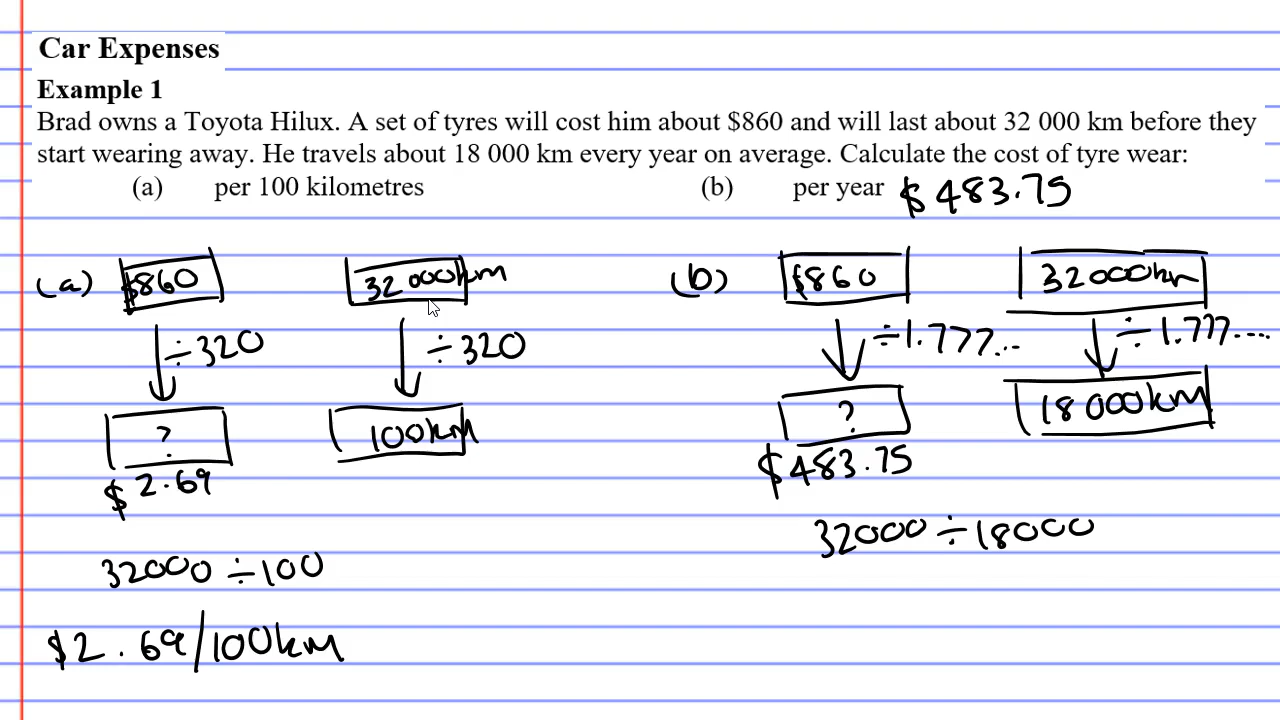 Car Expenses
Example 1
Brad owns a Toyota Hilux. A set of tyres will cost him about $860 and will last about 32 000 km before they
start wearing away. He travels about 18 000 km every year on average. Calculate the cost of tyre wear:
(a) per 100 kilometres (b) per year $483.75
(a) $860 32 000km (b) $860 32000km
÷320 ÷320 ÷1.777... ÷1.777....
? 100km ? 18 000km
$2.69 $483.75
32000 ÷100 32000 ÷18000
$2.69/100km